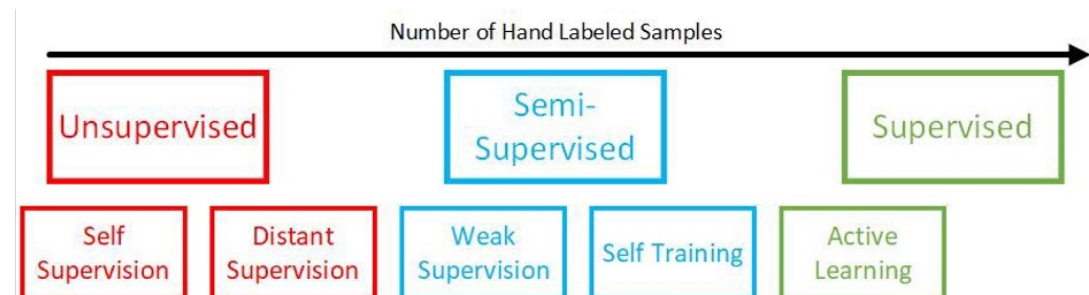 Number of Hand Labeled Samples
Unsupervised
Semi-
Supervised
Supervised
Self
Supervision
Distant
Supervision
Weak
Supervision
Self Training
Active
Learning